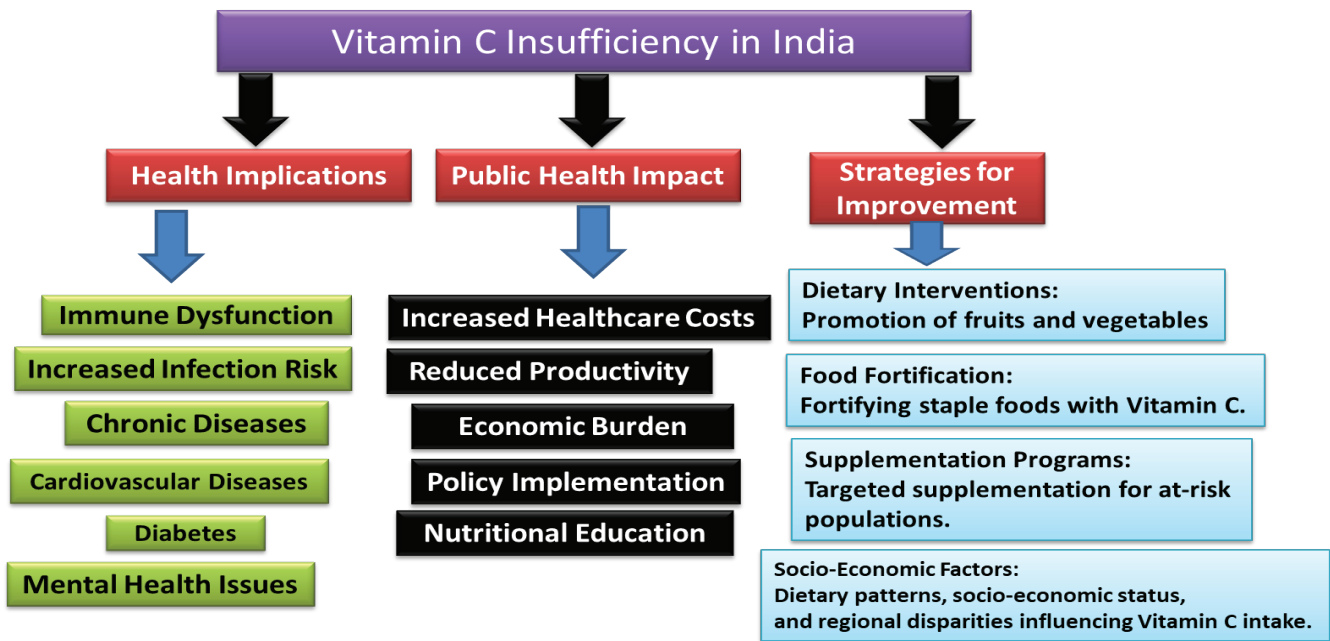 Vitamin C Insufficiency in India
Health Implications
Immune Dysfunction
Increased Infection Risk
Chronic Diseases
Cardiovascular Diseases
Diabetes
Mental Health Issues
Public Health Impact
Increased Healthcare Costs
Reduced Productivity
Economic Burden
Policy Implementation
Nutritional Education
Strategies for
Improvement
Dietary Interventions:
Promotion of fruits and vegetables
Food Fortification:
Fortifying staple foods with Vitamin C.
Supplementation Programs:
Targeted supplementation for at-risk
populations.
Socio-Economic Factors:
Dietary patterns, socio-economic status,
and regional disparities influencing Vitamin C intake.